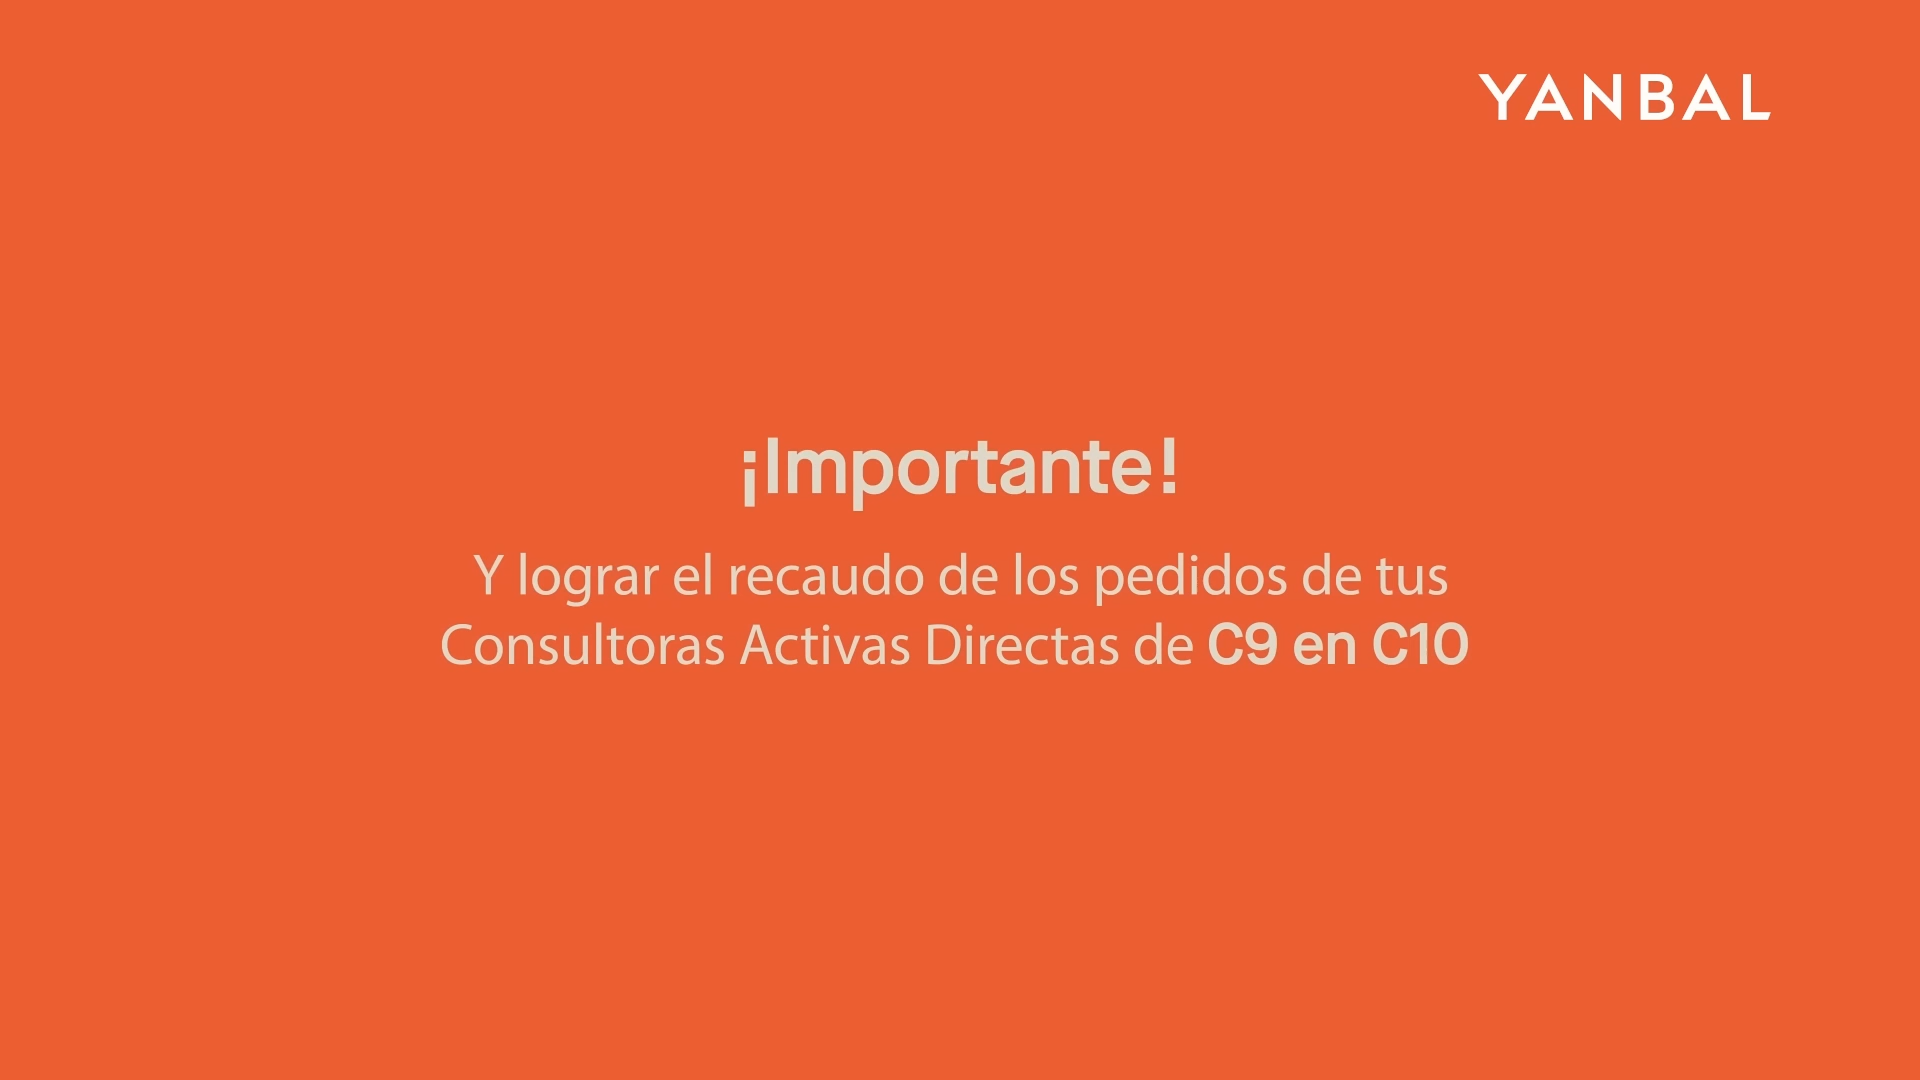 YANBAL
¡Importante!
Y lograr el recaudo de los pedidos de tus
Consultoras Activas Directas de C9 en C10